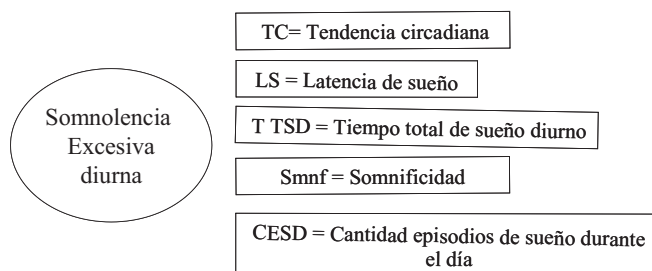 TC= Tendencia circadiana
LS = Latencia de sueño
Somnolencia
Excesiva
diurna
T TSD = Tiempo total de sueño diurno
Smnf = Somnificidad
CESD = Cantidad episodios de sueño durante
el día